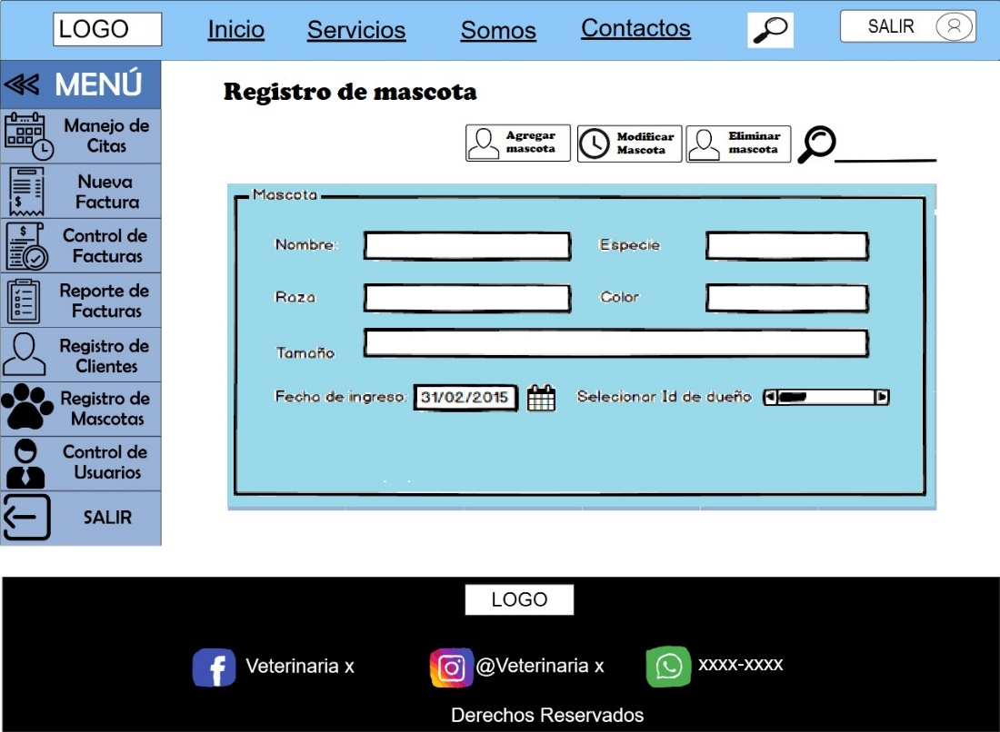 LOGO
Inicio
Servicios
Somos
Contactos
SALIR
MENÚ
Manejo de
Citas
Nueva
Factura
Control de
Facturas
Reporte de
Facturas
Registro de
Clientes
Registro de
Mascotas
Control de
Usuarios
SALIR
Registro de mascota
Agregar
mascota
Modificar
Mascota
Eliminar
mascota
Mascota
Nombre:
Especie
Raza
Color
Tamaño
Fecha de ingreso: 31/02/2015
Selecionar Id de dueño
LOGO
Veterinaria x
@Veterinaria x
xxxx-xxxx
Derechos Reservados